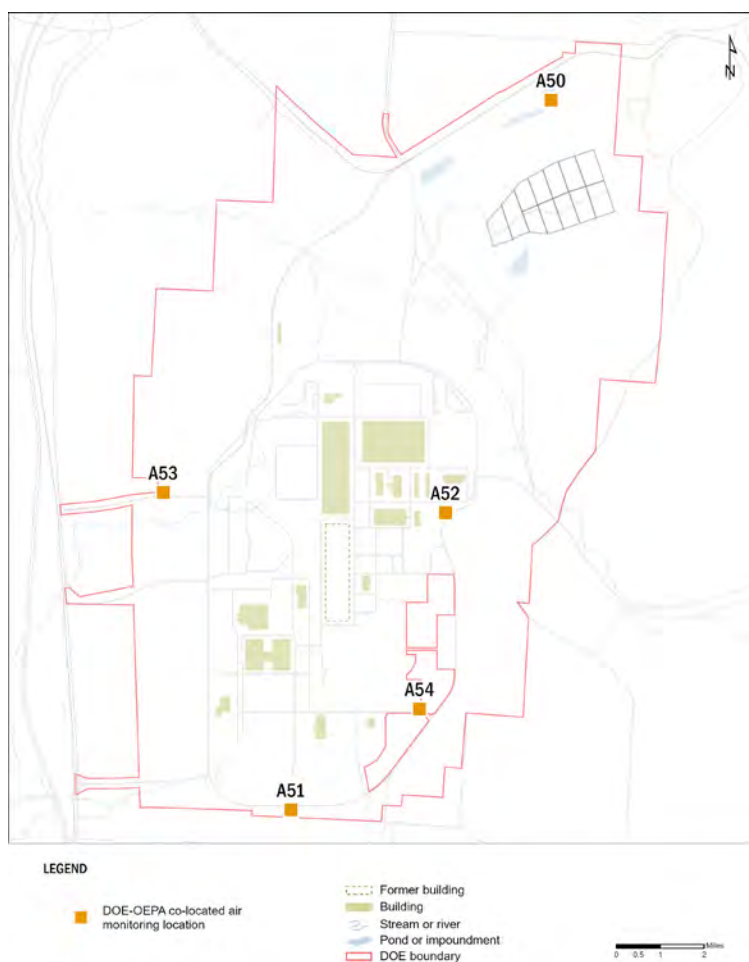 A50
N
A53
A52
A54
A51
LEGEND
DOE-OEPA co-located air
monitoring location
Former building
Building
Stream or river
Pond or impoundment
DOE boundary
Miles
0 0.5 1 2